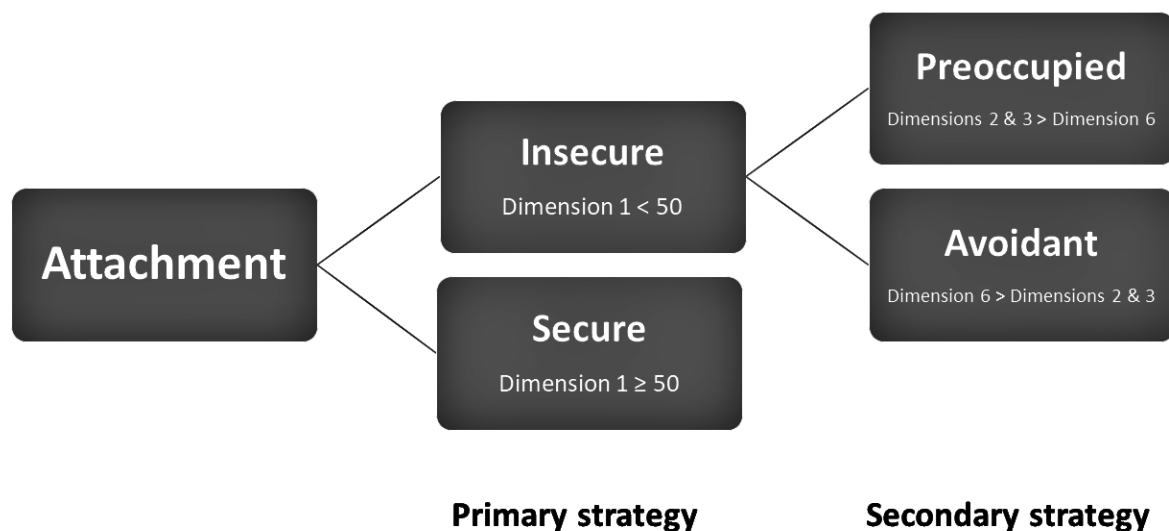 Attachment
Insecure
Dimension 1 < 50
Secure
Dimension 1 ≥ 50
Preoccupied
Dimensions 2 & 3 > Dimension 6
Avoidant
Dimension 6 > Dimensions 2 & 3
Primary strategy
Secondary strategy